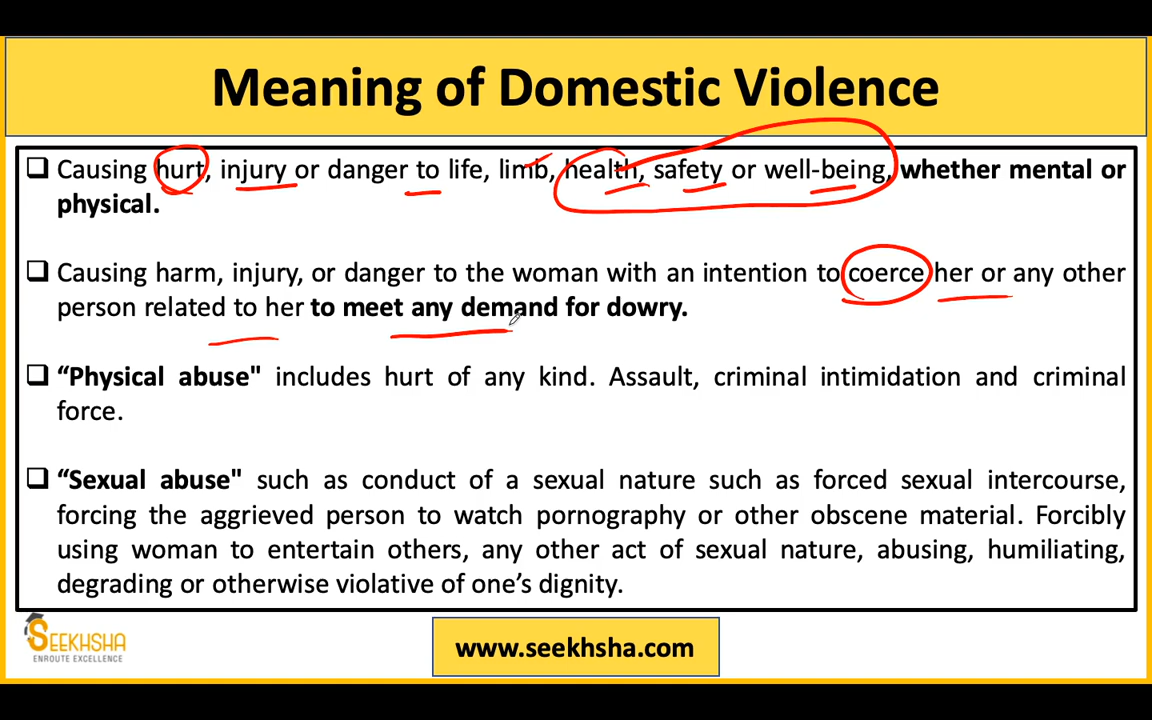 Meaning of Domestic Violence
❑ Causing hurt, injury or danger to life, limb, health, safety or well-being, whether mental or
physical.
❑ Causing harm, injury, or danger to the woman with an intention to coerce her or any other
person related to her to meet any demand for dowry.
❑ “Physical abuse" includes hurt of any kind. Assault, criminal intimidation and criminal
force.
❑ “Sexual abuse" such as conduct of a sexual nature such as forced sexual intercourse,
forcing the aggrieved person to watch pornography or other obscene material. Forcibly
using woman to entertain others, any other act of sexual nature, abusing, humiliating,
degrading or otherwise violative of one’s dignity.
SEEKHSHA
ENROUTE EXCELLENCE
www.seekhsha.com